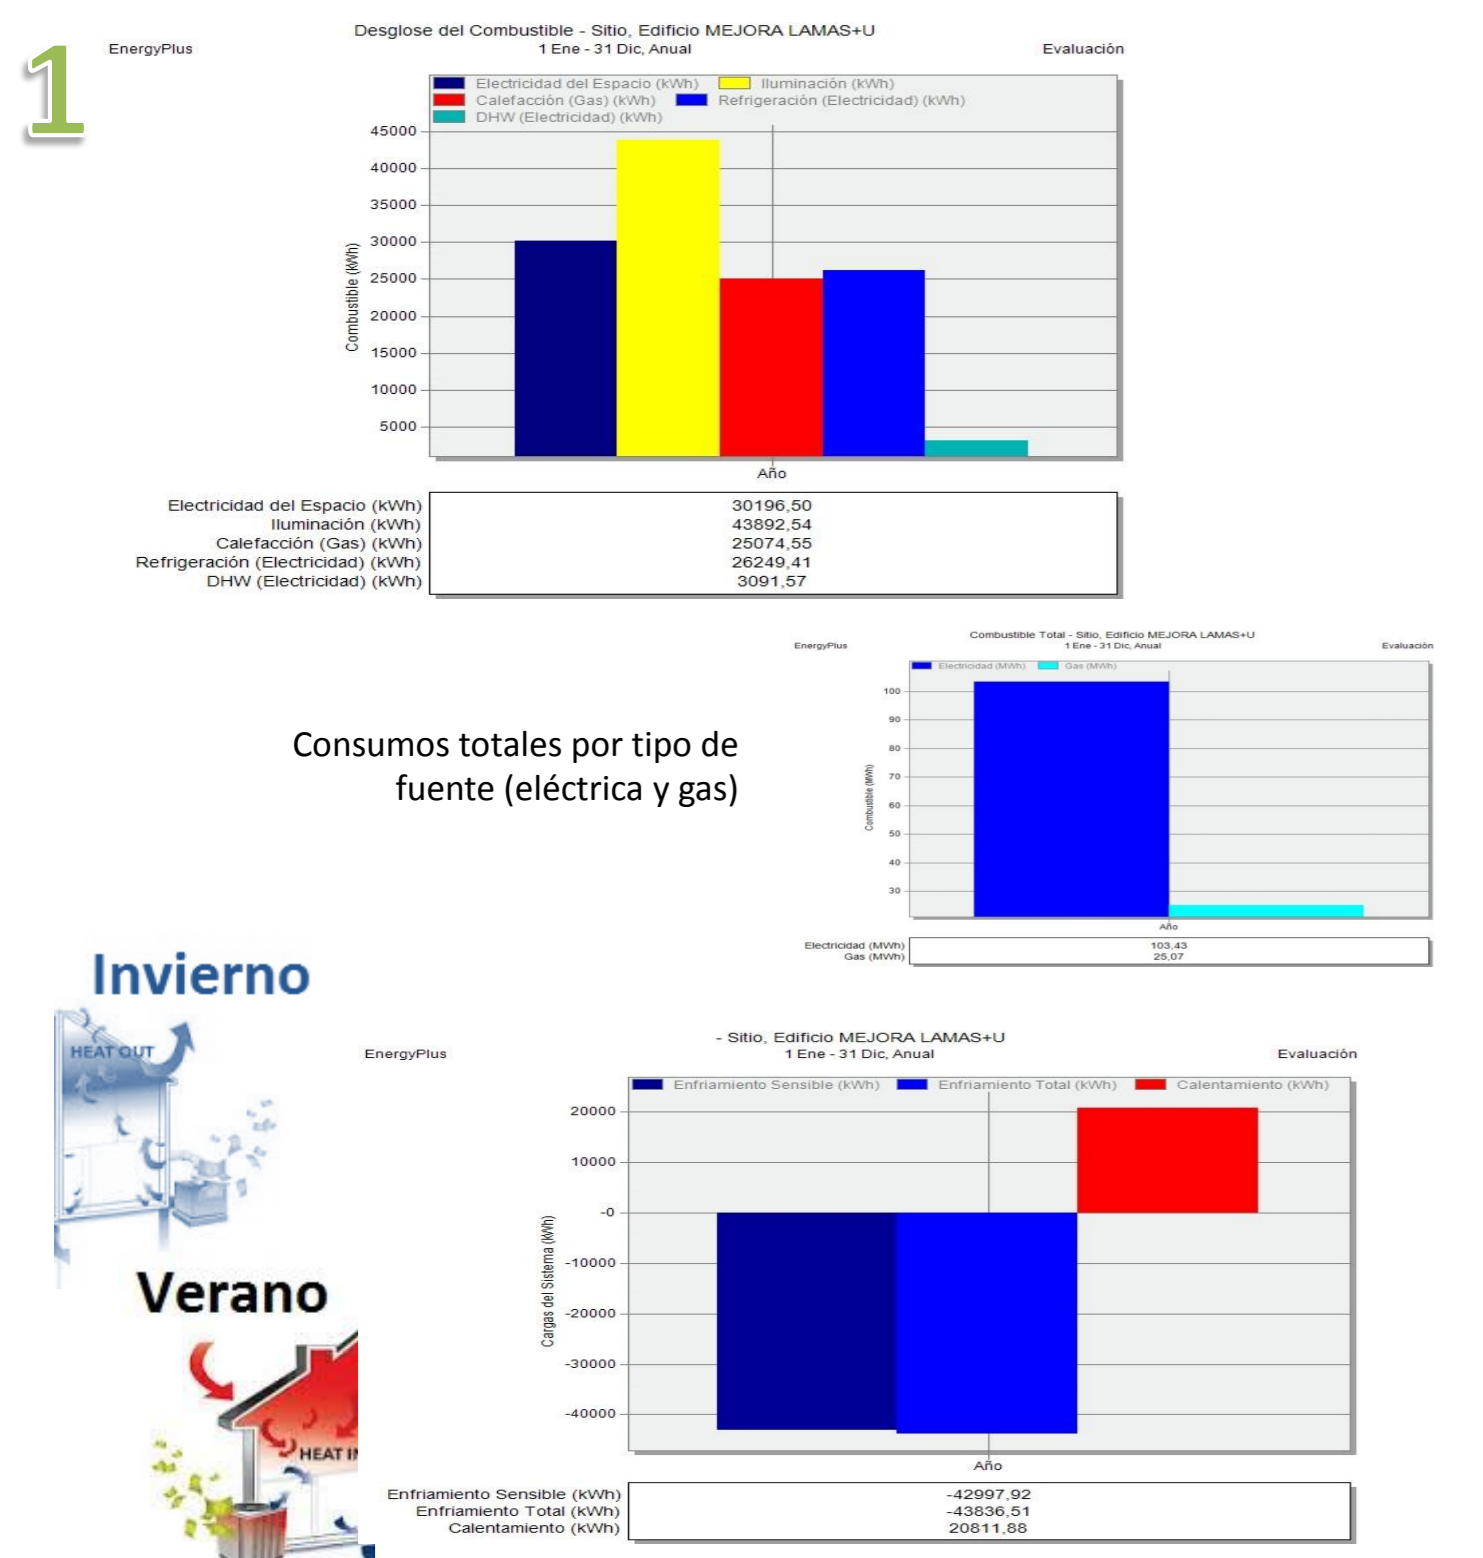 1
Desglose del Combustible - Sitio, Edificio MEJORA LAMAS+U
EnergyPlus
1 Ene - 31 Dic, Anual
Evaluación
Electricidad del Espacio (kWh)
Iluminación (kWh)
Calefacción (Gas) (kWh)
Refrigeración (Electricidad) (kWh)
DHW (Electricidad) (kWh)
45000
40000
35000
30000
25000
20000
15000
10000
5000
Combustible (kWh)
Año
Electricidad del Espacio (kWh) 30196,50
Iluminación (kWh) 43892,54
Calefacción (Gas) (kWh) 25074,55
Refrigeración (Electricidad) (kWh) 26249,41
DHW (Electricidad) (kWh) 3091,57
Combustible Total - Sitio, Edificio MEJORA LAMAS+U
EnergyPlus
1 Ene - 31 Dic, Anual
Evaluación
Electricidad (MWh)
Gas (MWh)
100
90
80
70
60
50
40
30
Combustible (MWh)
Año
Electricidad (MWh) 103,43
Gas (MWh) 25,07
Consumos totales por tipo de
fuente (eléctrica y gas)
Invierno
HEAT OUT
- Sitio, Edificio MEJORA LAMAS+U
EnergyPlus
1 Ene - 31 Dic, Anual
Evaluación
Enfriamiento Sensible (kWh)
Enfriamiento Total (kWh)
Calentamiento (kWh)
20000
10000
-0
-10000
-20000
-30000
-40000
Cargas del Sistema (kWh)
Año
Enfriamiento Sensible (kWh) -42997,92
Enfriamiento Total (kWh) -43836,51
Calentamiento (kWh) 20811,88
Verano
HEAT IN